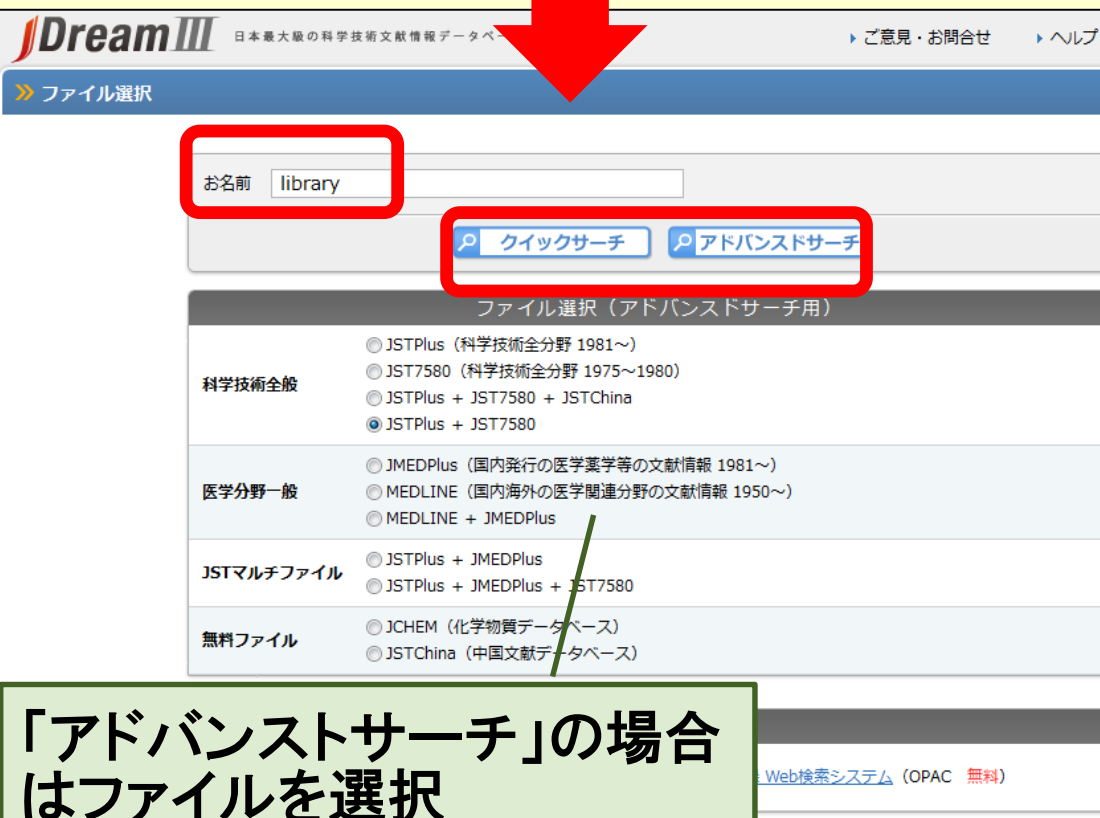 JDreamIII 日本最大級の科学技術文献情報データベー
ご意見・お問合せ ヘルプ
ファイル選択
お名前 library
クイックサーチ アドバンスドサーチ
ファイル選択（アドバンスドサーチ用）
科学技術全般
JSTPlus（科学技術全分野 1981～）
JST7580（科学技術全分野 1975～1980）
JSTPlus + JST7580 + JSTChina
JSTPlus + JST7580
医学分野一般
JMEDPlus（国内発行の医学薬学等の文献情報 1981～）
MEDLINE（国内海外の医学関連分野の文献情報 1950～）
MEDLINE + JMEDPlus
JSTマルチファイル
JSTPlus + JMEDPlus
JSTPlus + JMEDPlus + JST7580
無料ファイル
JCHEM（化学物質データベース）
JSTChina（中国文献データベース）
「アドバンストサーチ」の場合
はファイルを選択
Web検索システム（OPAC 無料）